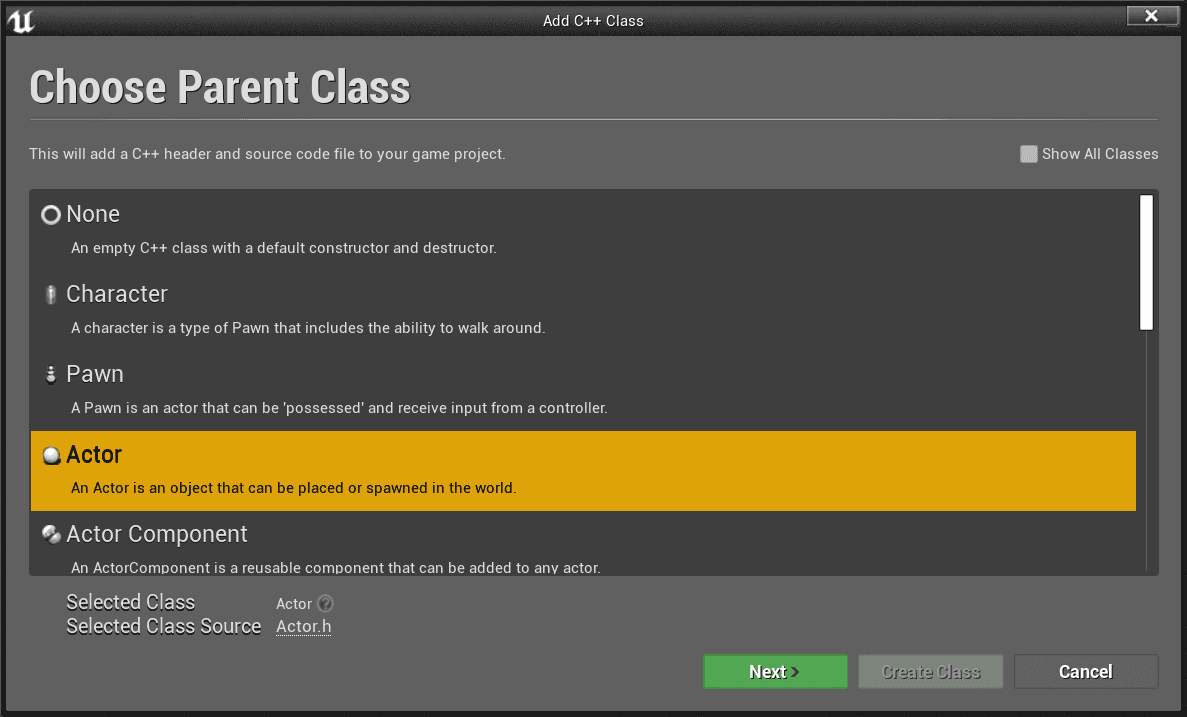 Add C++ Class
Choose Parent Class
This will add a C++ header and source code file to your game project.
Show All Classes
None
An empty C++ class with a default constructor and destructor.
Character
A character is a type of Pawn that includes the ability to walk around.
Pawn
A Pawn is an actor that can be 'possessed' and receive input from a controller.
Actor
An Actor is an object that can be placed or spawned in the world.
Actor Component
An ActorComponent is a reusable component that can be added to any actor.
Selected Class Actor ?
Selected Class Source Actor.h
Next > Create Class Cancel